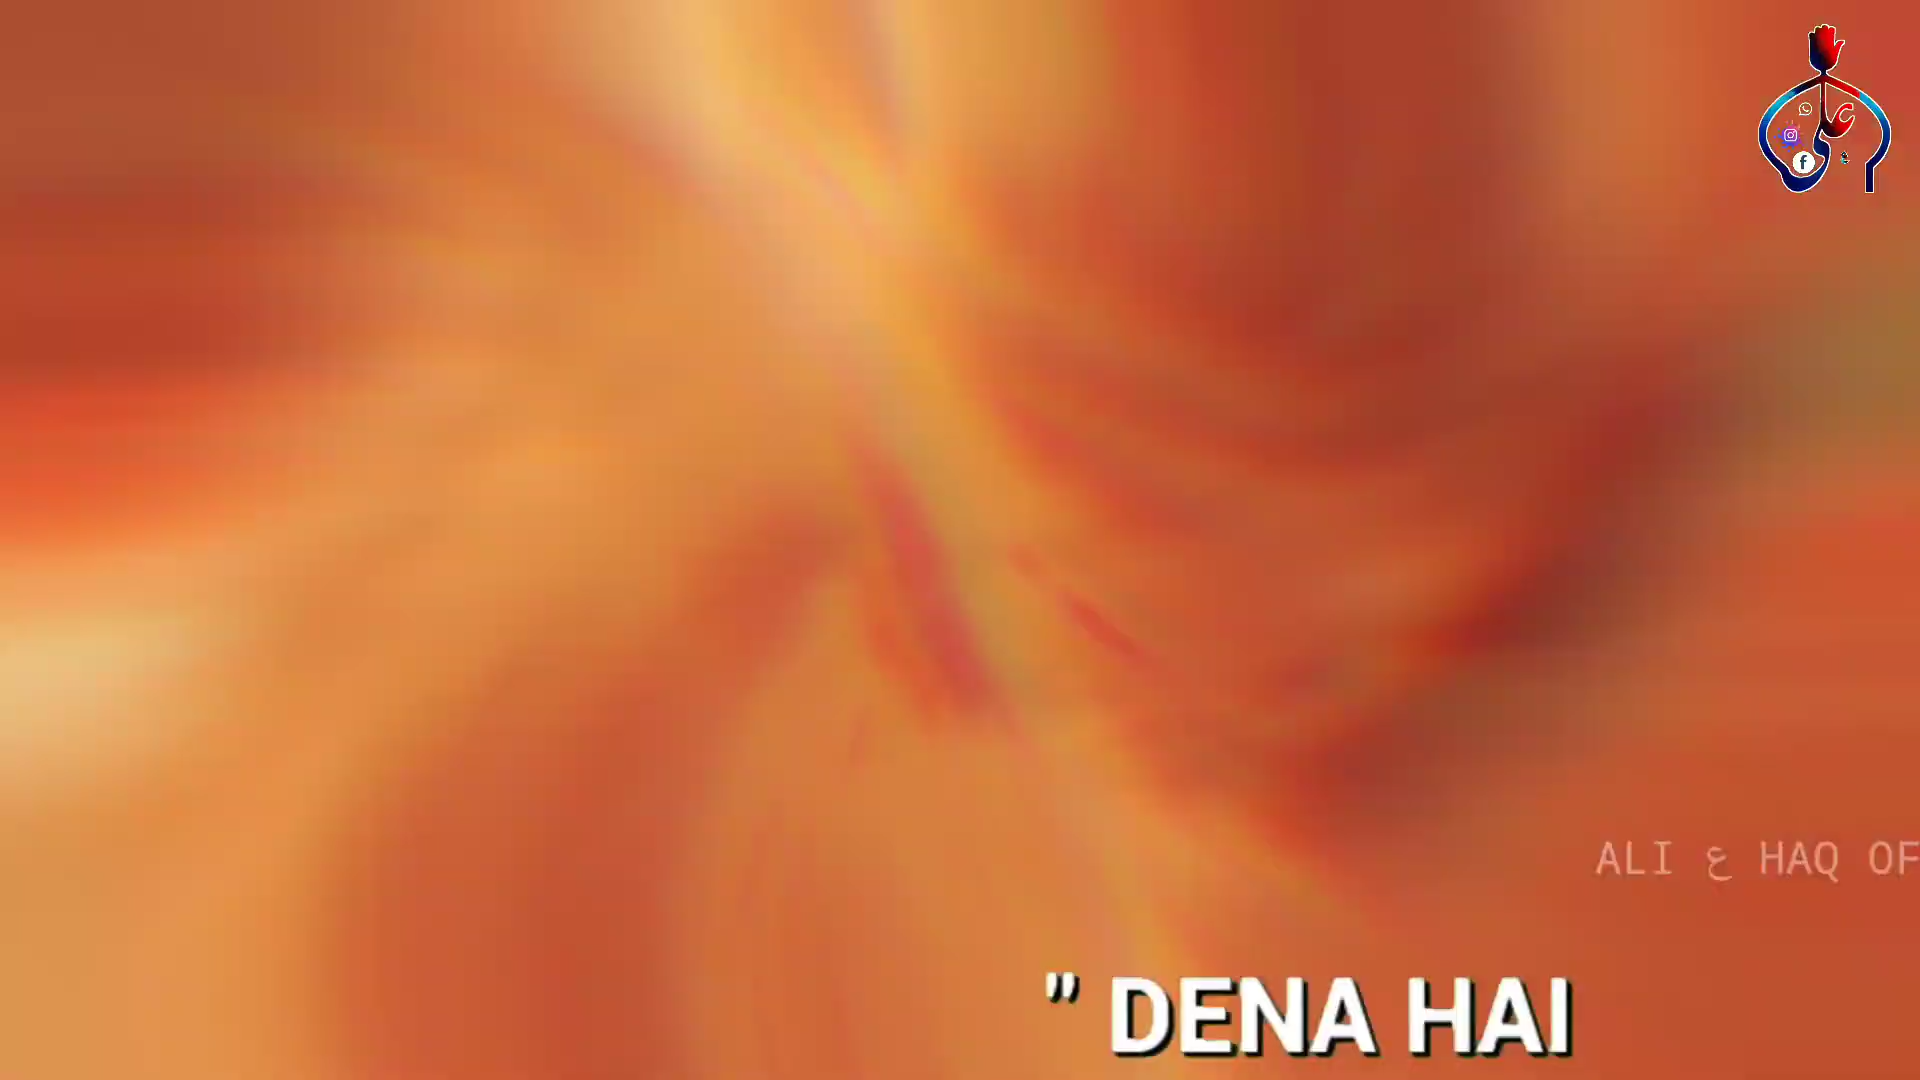 ALI ع HAQ OF
" DENA HAI